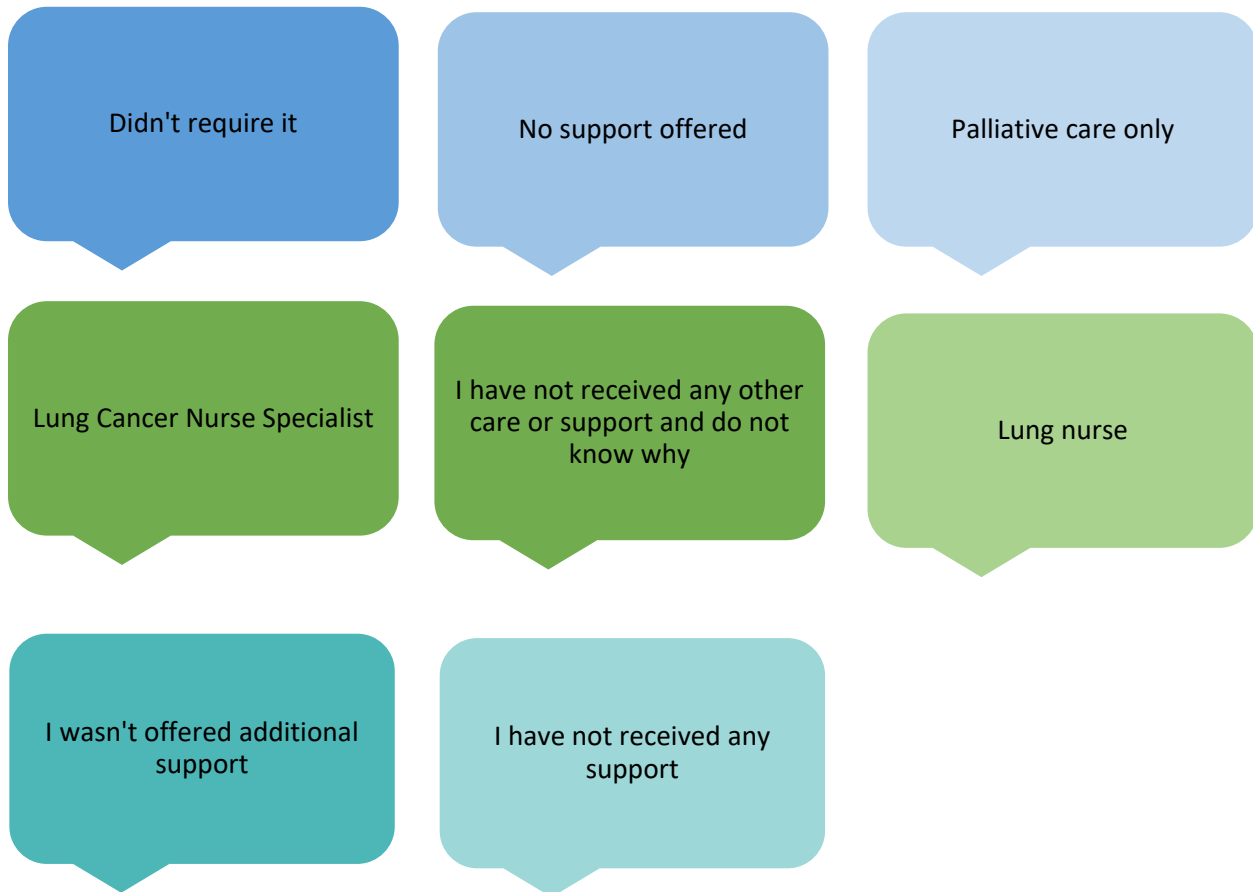 Didn't require it
No support offered
Palliative care only
Lung Cancer Nurse Specialist
I have not received any other
care or support and do not
know why
Lung nurse
I wasn't offered additional
support
I have not received any
support